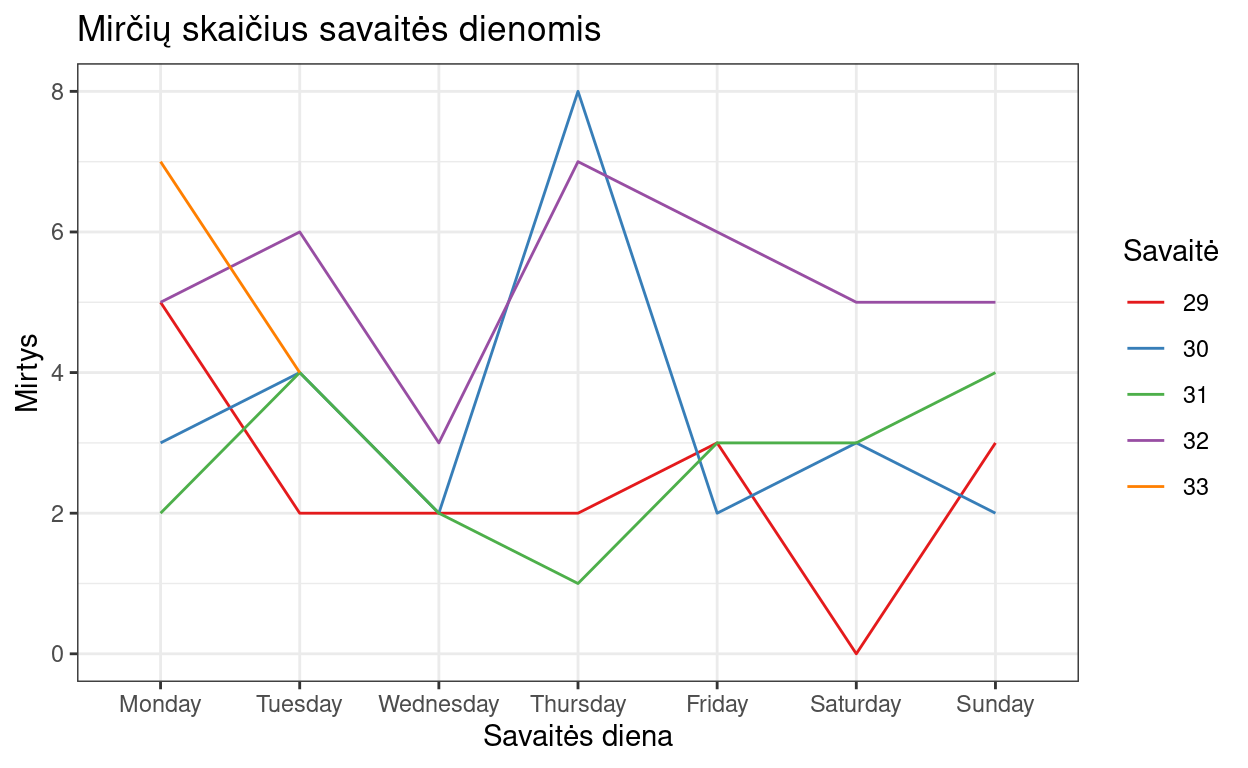 Mirčių skaičius savaitės dienomis
8
6
4
2
0
Mirtys
Monday Tuesday Wednesday Thursday Friday Saturday Sunday
Savaitės diena
Savaitė
29
30
31
32
33